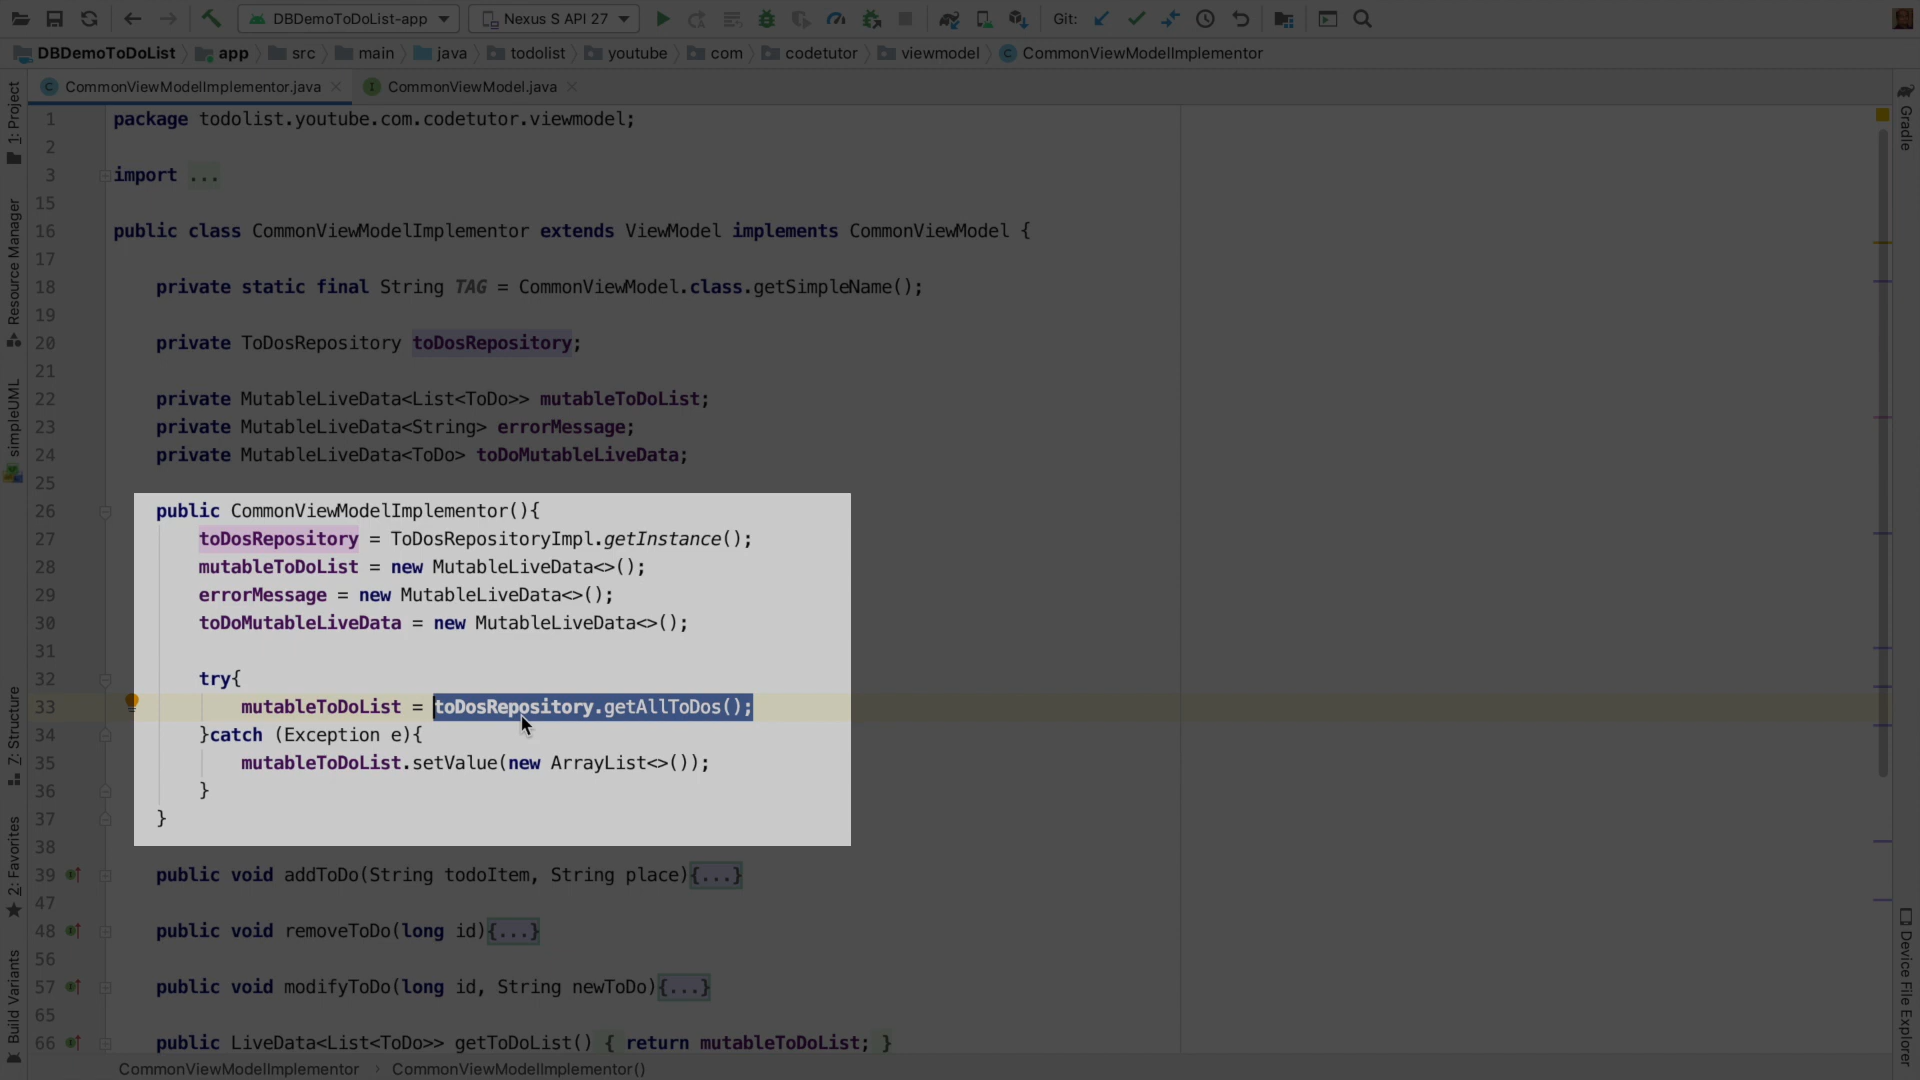 DBDemoToDoList-app
Nexus S API 27
Git:
DBDemoToDoList
app
src
main
java
todolist
youtube
com
codetutor
viewmodel
CommonViewModelImplementor
CommonViewModelImplementor.java
CommonViewModel.java
1: Project
Resource Manager
simpleUML
7: Structure
2: Favorites
Build Variants
1 package todolist.youtube.com.codetutor.viewmodel;
2
3 import ...
15
16 public class CommonViewModelImplementor extends ViewModel implements CommonViewModel {
17
18 private static final String TAG = CommonViewModel.class.getSimpleName();
19
20 private ToDosRepository toDosRepository;
21
22 private MutableLiveData<List<ToDo>> mutableToDoList;
23 private MutableLiveData<String> errorMessage;
24 private MutableLiveData<ToDo> toDoMutableLiveData;
25
26 public CommonViewModelImplementor(){
27 toDosRepository = ToDosRepositoryImpl.getInstance();
28 mutableToDoList = new MutableLiveData<>();
29 errorMessage = new MutableLiveData<>();
30 toDoMutableLiveData = new MutableLiveData<>();
31
32 try{
33 mutableToDoList = toDosRepository.getAllToDos();
34 }catch (Exception e){
35 mutableToDoList.setValue(new ArrayList<>());
36 }
37 }
38
39 public void addToDo(String todoItem, String place){...}
47
48 public void removeToDo(long id){...}
56
57 public void modifyToDo(long id, String newToDo){...}
65
66 public LiveData<List<ToDo>> getToDoList() { return mutableToDoList; }
Gradle
Device File Explorer
CommonViewModelImplementor › CommonViewModelImplementor()